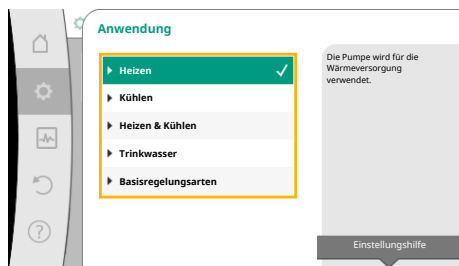 Anwendung
Heizen
Kühlen
Heizen & Kühlen
Trinkwasser
Basisregelungsarten
Die Pumpe wird für die
Wärmeversorgung
verwendet.
Einstellungshilfe